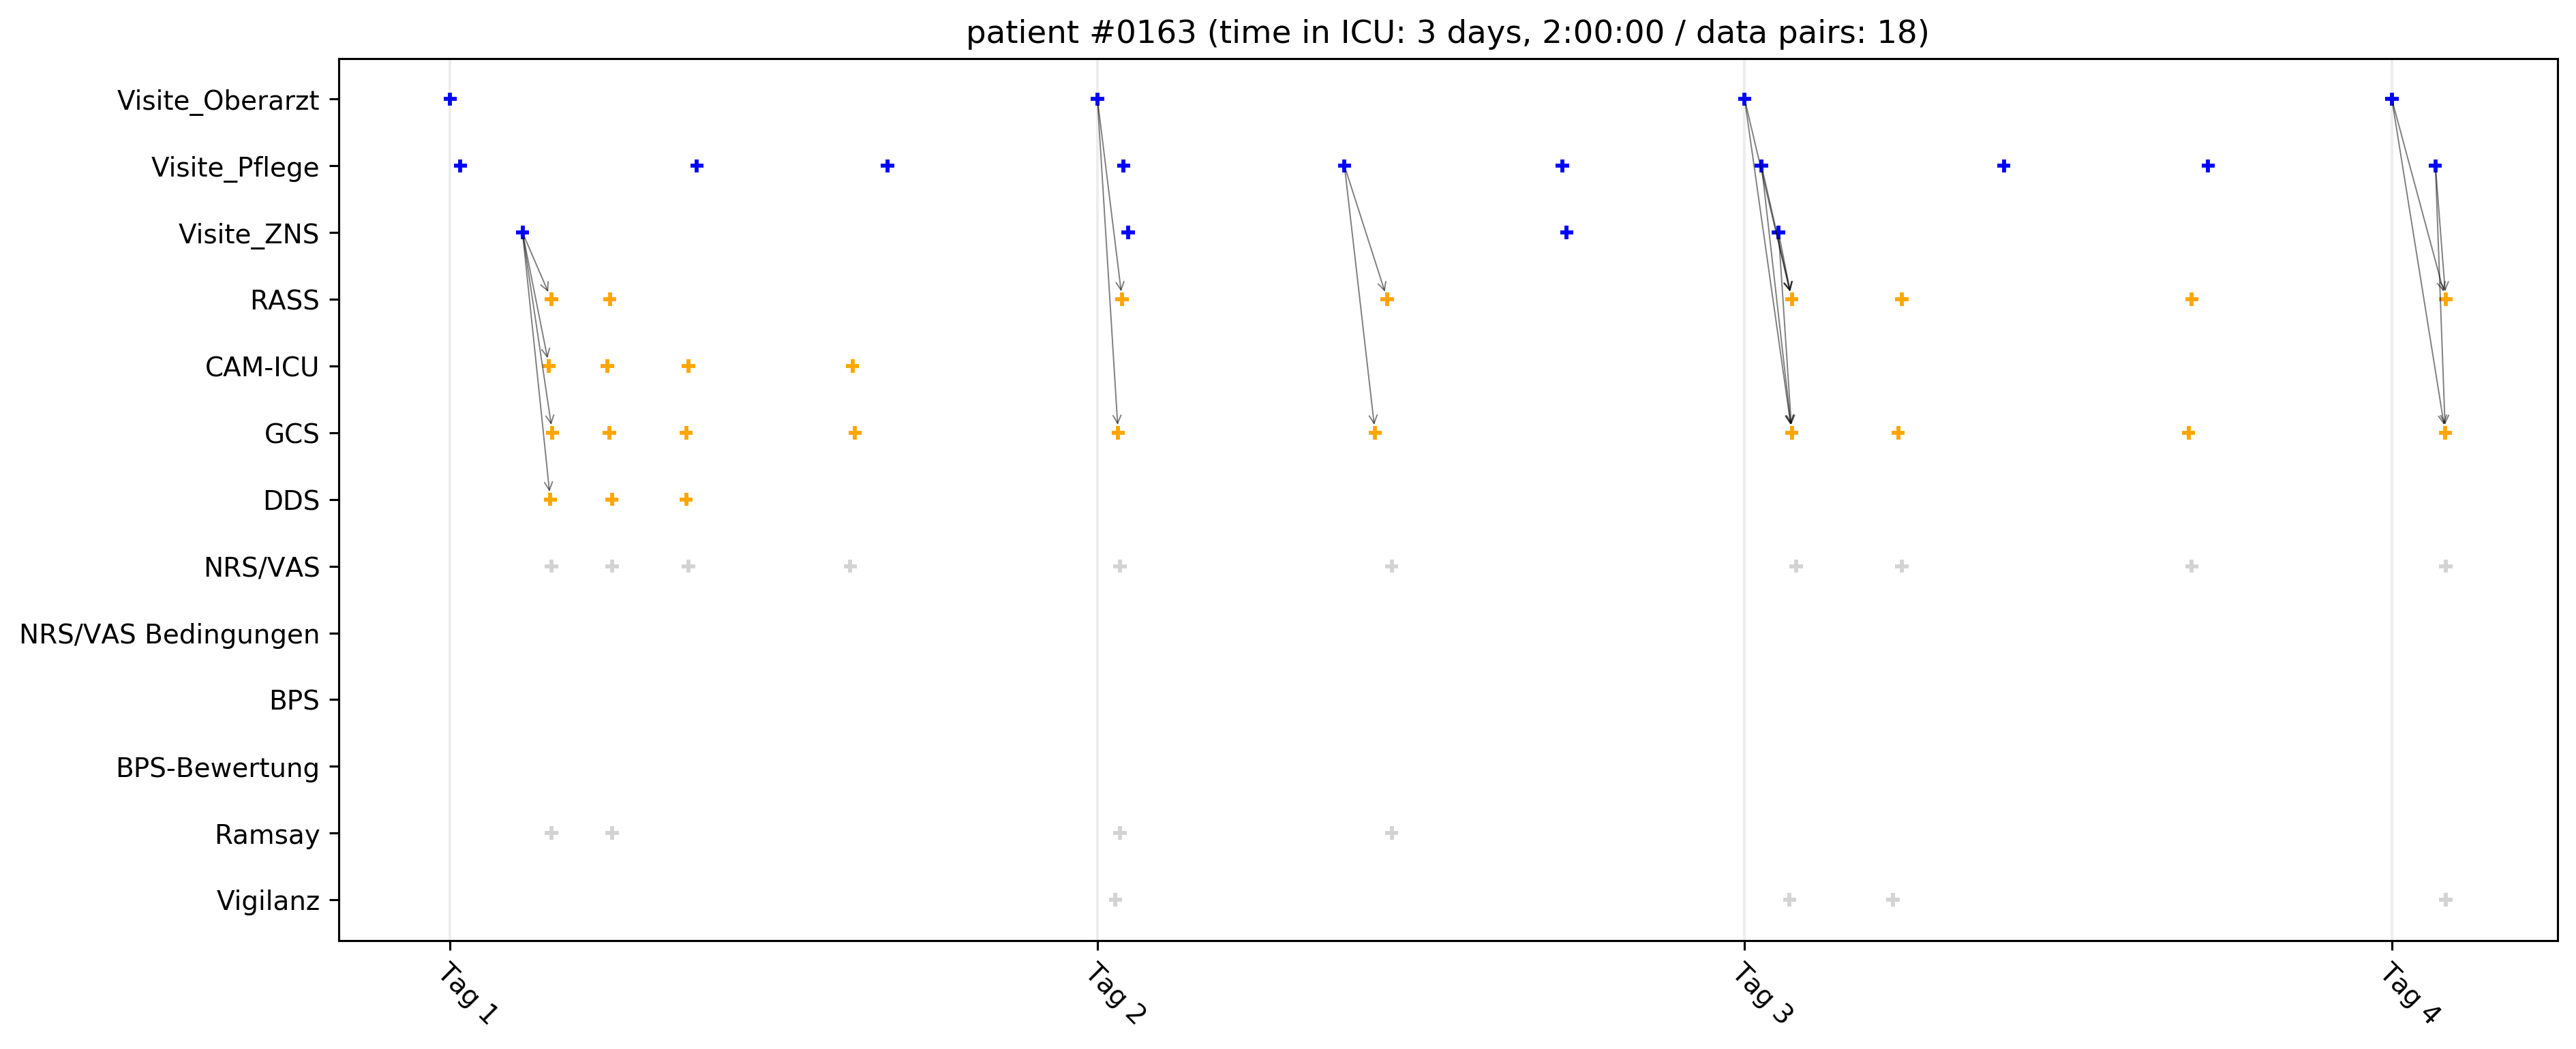 patient #0163 (time in ICU: 3 days, 2:00:00 / data pairs: 18)
Visite_Oberarzt
Visite_Pflege
Visite_ZNS
RASS
CAM-ICU
GCS
DDS
NRS/VAS
NRS/VAS Bedingungen
BPS
BPS-Bewertung
Ramsay
Vigilanz
Tag 1
Tag 2
Tag 3
Tag 4